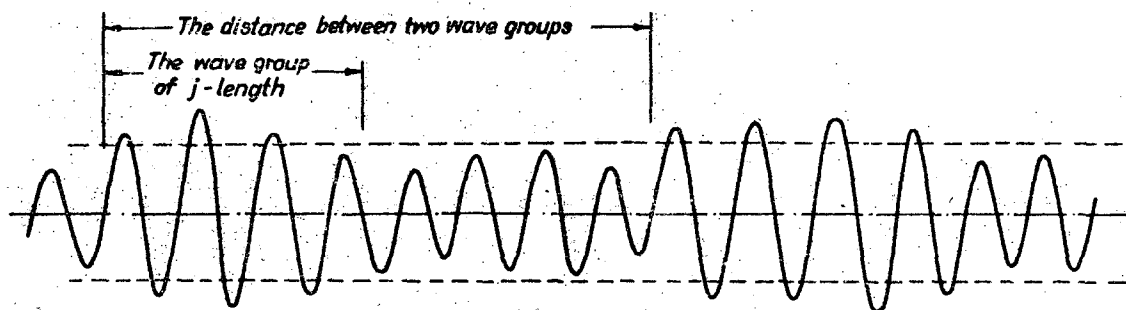 The distance between two wave groups
The wave group
of j-length